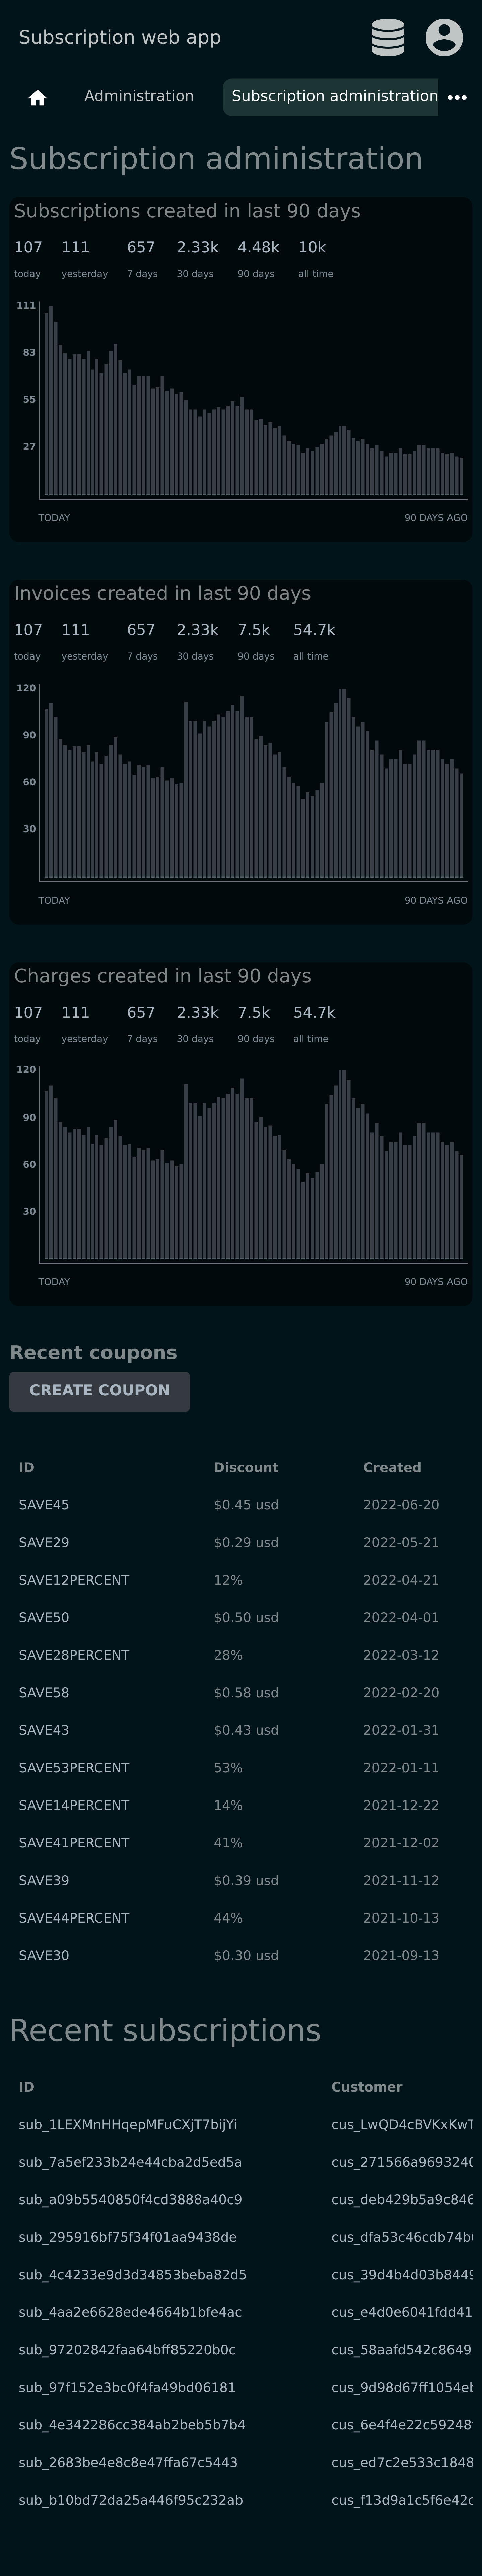 Subscription web app
Administration Subscription administration
Subscription administration
Subscriptions created in last 90 days
107 111 657 2.33k 4.48k 10k
today yesterday 7 days 30 days 90 days all time
111
83
55
27
TODAY 90 DAYS AGO
Invoices created in last 90 days
107 111 657 2.33k 7.5k 54.7k
today yesterday 7 days 30 days 90 days all time
120
90
60
30
TODAY 90 DAYS AGO
Charges created in last 90 days
107 111 657 2.33k 7.5k 54.7k
today yesterday 7 days 30 days 90 days all time
120
90
60
30
TODAY 90 DAYS AGO
Recent coupons
CREATE COUPON
ID Discount Created
SAVE45 $0.45 usd 2022-06-20
SAVE29 $0.29 usd 2022-05-21
SAVE12PERCENT 12% 2022-04-21
SAVE50 $0.50 usd 2022-04-01
SAVE28PERCENT 28% 2022-03-12
SAVE58 $0.58 usd 2022-02-20
SAVE43 $0.43 usd 2022-01-31
SAVE53PERCENT 53% 2022-01-11
SAVE14PERCENT 14% 2021-12-22
SAVE41PERCENT 41% 2021-12-02
SAVE39 $0.39 usd 2021-11-12
SAVE44PERCENT 44% 2021-10-13
SAVE30 $0.30 usd 2021-09-13
Recent subscriptions
ID Customer
sub_1LEXMnHHqepMFuCXjT7bijYi cus_LwQD4cBVKxKwT
sub_7a5ef233b24e44cba2d5ed5a cus_271566a9693240
sub_a09b5540850f4cd3888a40c9 cus_deb429b5a9c846
sub_295916bf75f34f01aa9438de cus_dfa53c46cdb74b
sub_4c4233e9d3d34853beba82d5 cus_39d4b4d03b8449
sub_4aa2e6628ede4664b1bfe4ac cus_e4d0e6041fdd41
sub_97202842faa64bff85220b0c cus_58aafd542c8649
sub_97f152e3bc0f4fa49bd06181 cus_9d98d67ff1054eb
sub_4e342286cc384ab2beb5b7b4 cus_6e4f4e22c59248
sub_2683be4e8c8e47ffa67c5443 cus_ed7c2e533c1848
sub_b10bd72da25a446f95c232ab cus_f13d9a1c5f6e42c